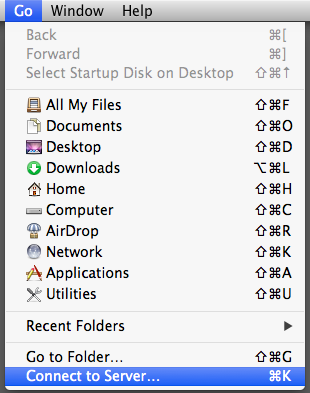 Go Window Help
Back ⌘[
Forward ⌘]
Select Startup Disk on Desktop ⇧⌘↑
All My Files ⇧⌘F
Documents ⇧⌘O
Desktop ⇧⌘D
Downloads ⌥⌘L
Home ⇧⌘H
Computer ⇧⌘C
AirDrop ⇧⌘R
Network ⇧⌘K
Applications ⇧⌘A
Utilities ⇧⌘U
Recent Folders ▶
Go to Folder... ⇧⌘G
Connect to Server... ⌘K